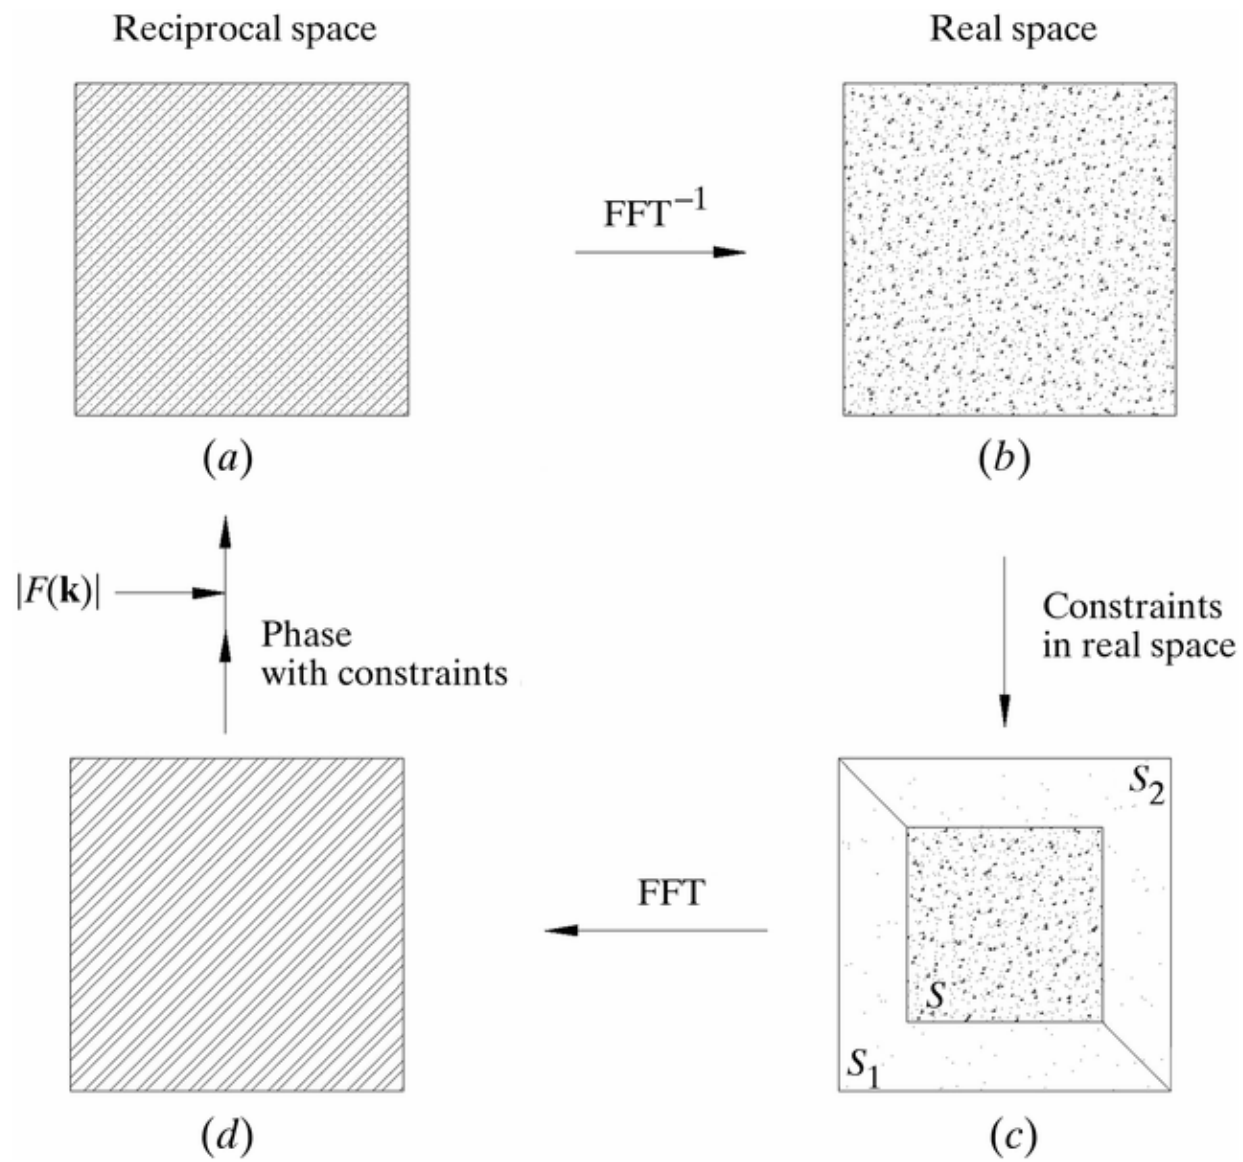 Reciprocal space
Real space
FFT⁻¹
(a)
(b)
|F(k)|
Phase
with constraints
Constraints
in real space
S₂
FFT
S
S₁
(d)
(c)